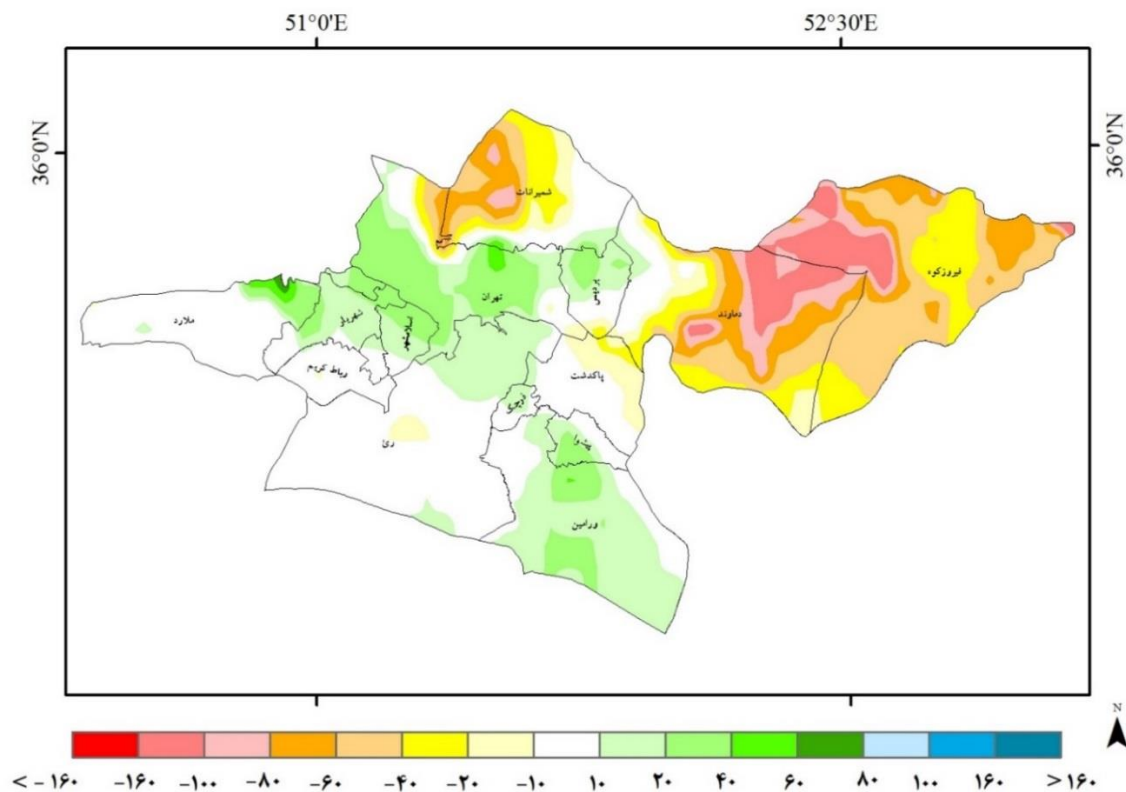 51°0'E 52°30'E
36°0'N 36°0'N
شمیرانات
فیروزکوه
تهران
پردیس
دماوند
ملارد
شهریار
اسلامشهر
رباط کریم
پاکدشت
ری
ورامین
N
< -۱۶۰ -۱۶۰ -۱۰۰ -۸۰ -۶۰ -۴۰ -۲۰ -۱۰ ۱۰ ۲۰ ۴۰ ۶۰ ۸۰ ۱۰۰ ۱۶۰ >۱۶۰